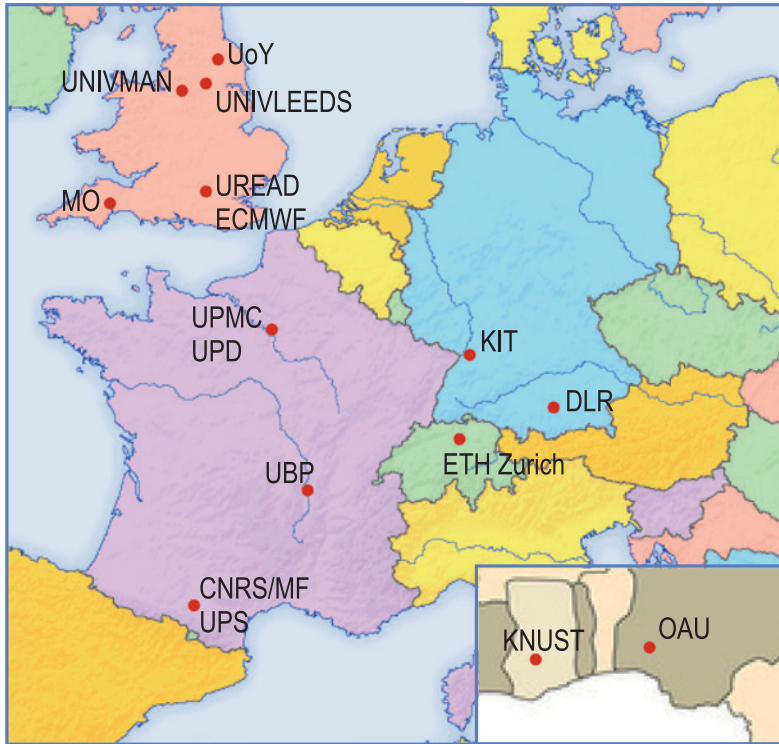 UoY
UNIVMAN
UNIVLEEDS
MO
UREAD
ECMWF
UPMC
UPD
KIT
DLR
ETH Zurich
UBP
CNRS/MF
UPS
KNUST
OAU